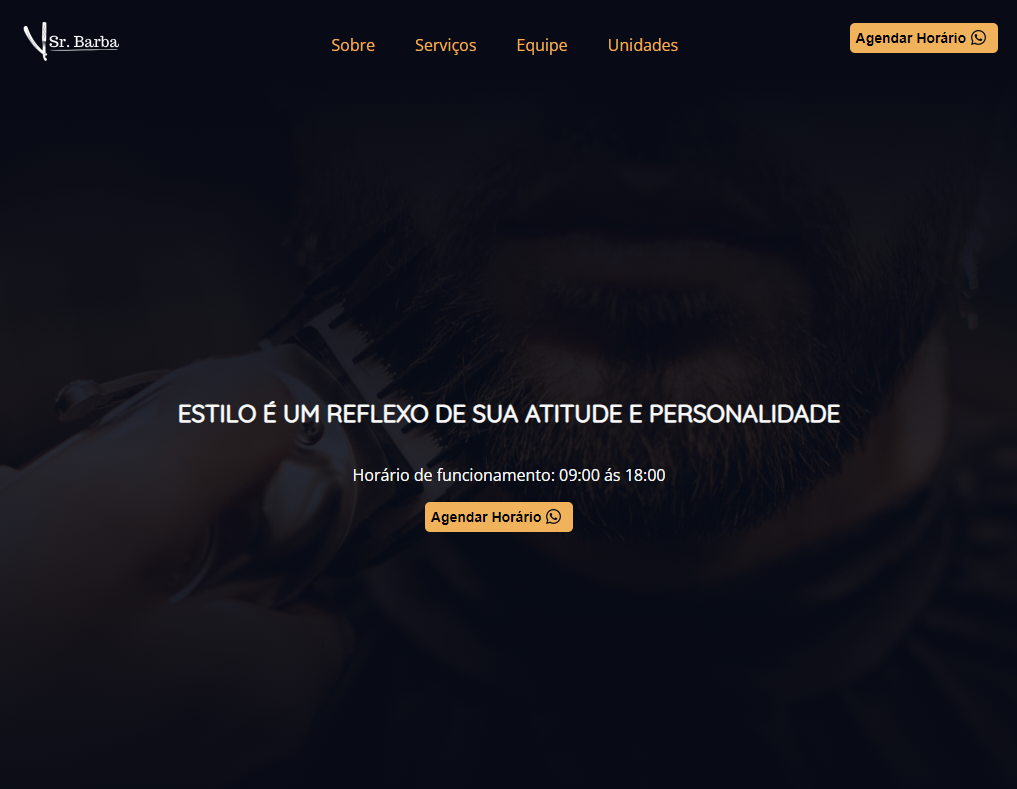 Sr. Barba
Sobre Serviços Equipe Unidades
Agendar Horário
ESTILO É UM REFLEXO DE SUA ATITUDE E PERSONALIDADE
Horário de funcionamento: 09:00 ás 18:00
Agendar Horário